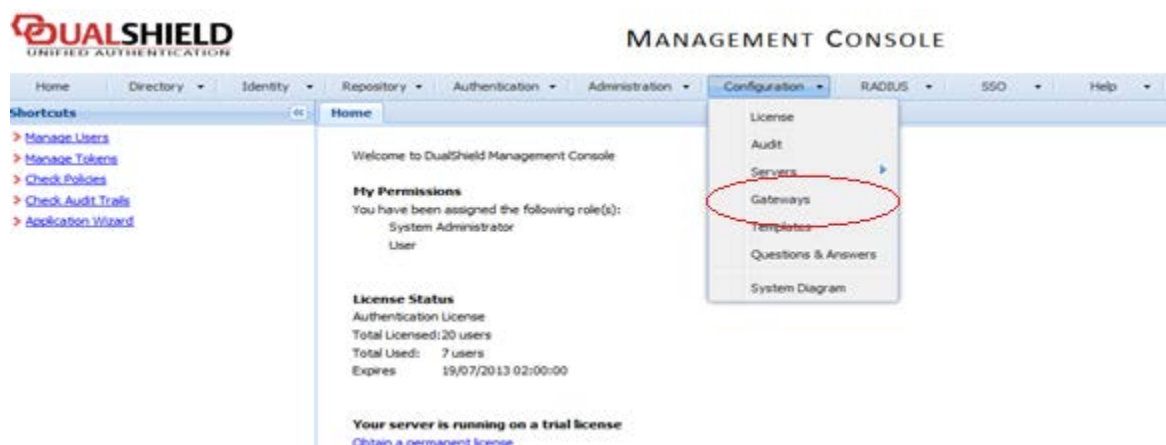 DUALSHIELD
UNIFIED AUTHENTICATION
MANAGEMENT CONSOLE
Home Directory Identity Repository Authentication Administration Configuration RADIUS SSO Help
Shortcuts
Home
Manage Users
Manage Tokens
Check Policies
Check Audit Trails
Application Wizard
Welcome to DualShield Management Console
My Permissions
You have been assigned the following role(s):
System Administrator
User
License Status
Authentication License
Total Licensed: 20 users
Total Used: 7 users
Expires 19/07/2013 02:00:00
Your server is running on a trial license
Obtain a permanent license
License
Audit
Servers
Gateways
Templates
Questions & Answers
System Diagram